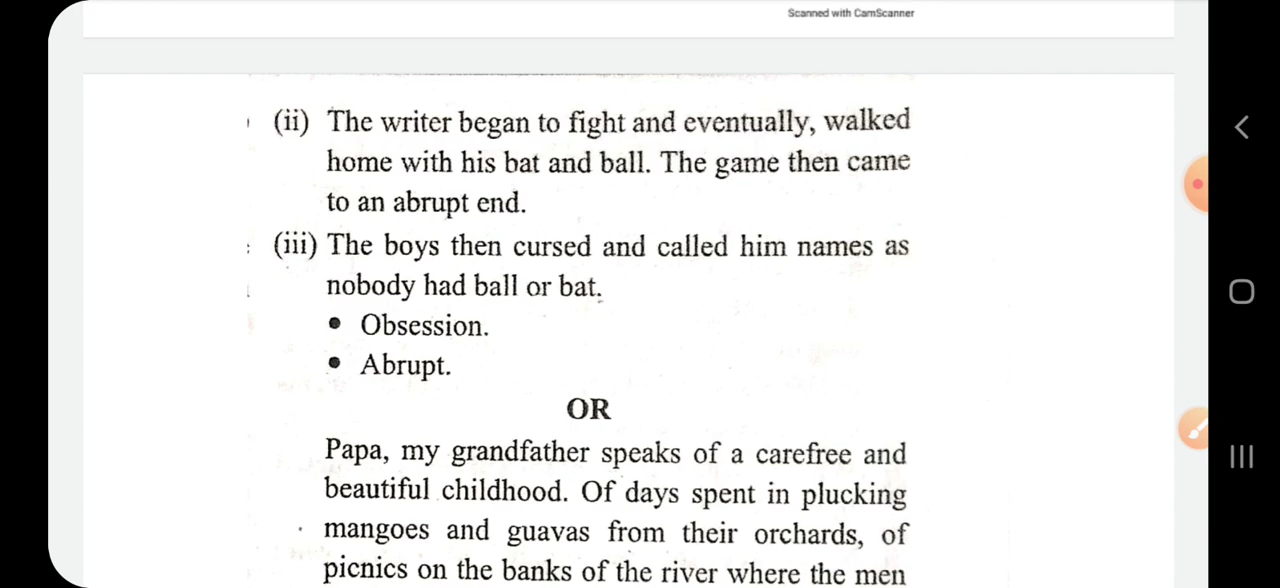 Scanned with CamScanner
(ii) The writer began to fight and eventually, walked
home with his bat and ball. The game then came
to an abrupt end.
(iii) The boys then cursed and called him names as
nobody had ball or bat.
• Obsession.
• Abrupt.
OR
Papa, my grandfather speaks of a carefree and
beautiful childhood. Of days spent in plucking
mangoes and guavas from their orchards, of
picnics on the banks of the river where the men